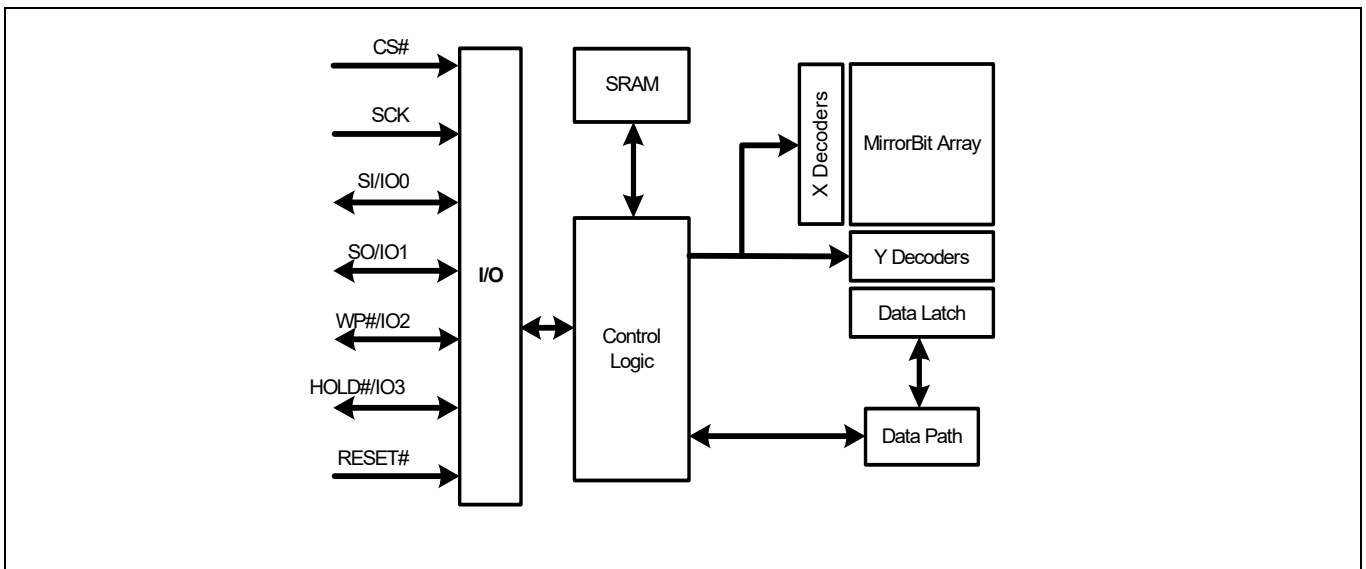 CS#
SCK
SI/IO0
SO/IO1
WP#/IO2
HOLD#/IO3
RESET#
I/O
SRAM
Control
Logic
X Decoders
MirrorBit Array
Y Decoders
Data Latch
Data Path